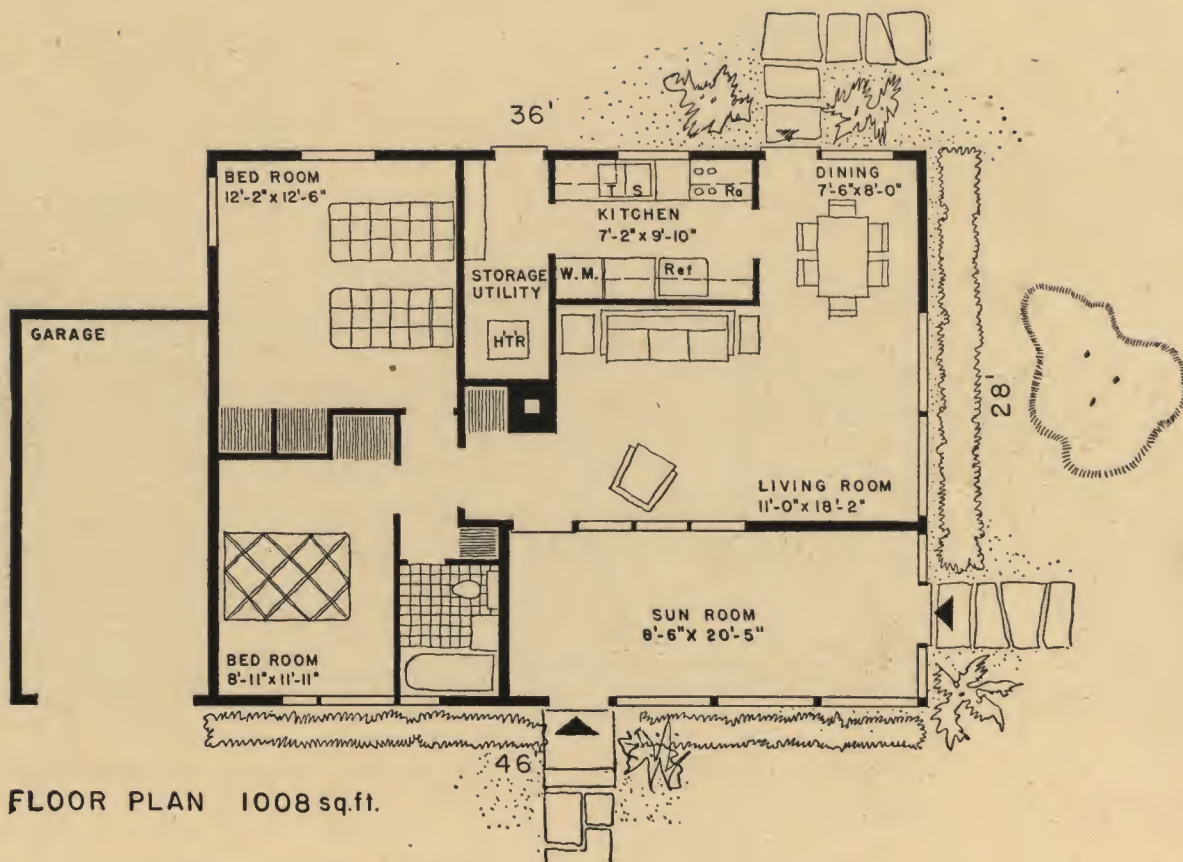 36'
BED ROOM
12'-2" x 12'-6"
DINING
7'-6" x 8'-0"
T S
Ra
KITCHEN
7'-2" x 9'-10"
STORAGE
UTILITY
W.M.
Ref
HTR
GARAGE
28'
LIVING ROOM
11'-0" x 18'-2"
SUN ROOM
8'-6" X 20'-5"
BED ROOM
8'-11" x 11'-11"
46'
FLOOR PLAN 1008 sq.ft.